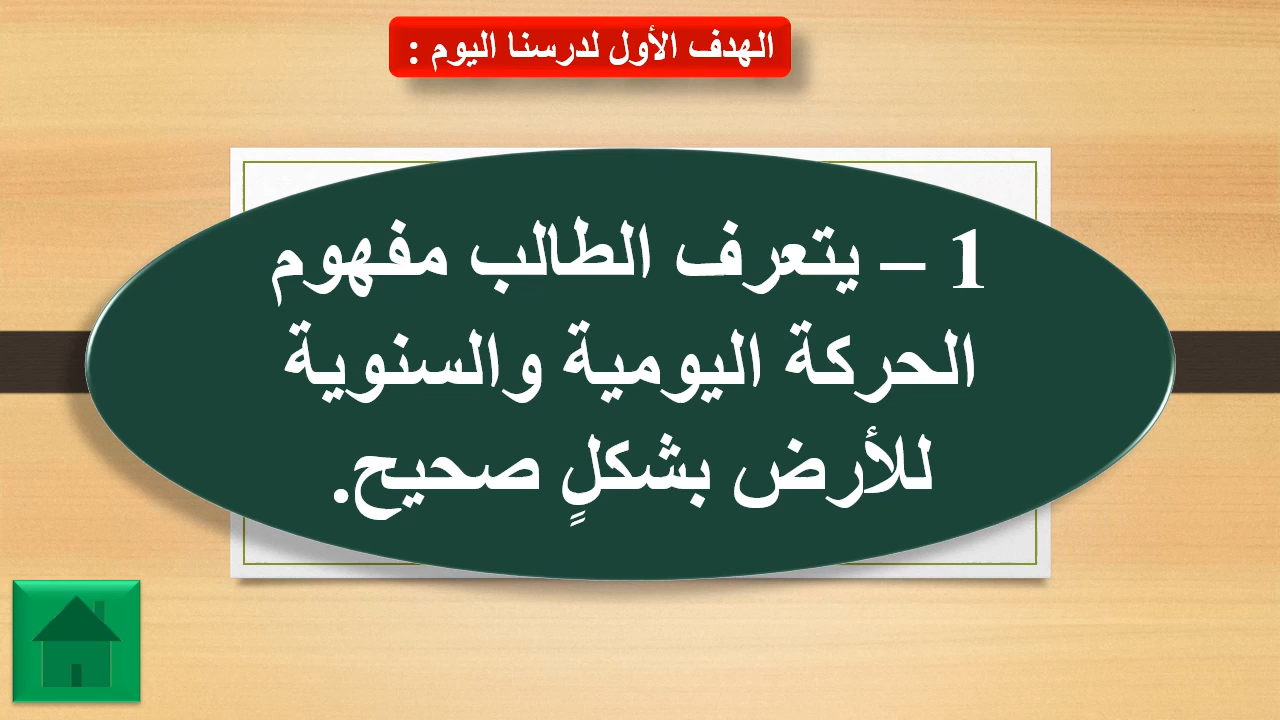 الهدف الأول لدرسنا اليوم :
1 – يتعرف الطالب مفهوم
الحركة اليومية والسنوية
للأرض بشكلٍ صحيح.